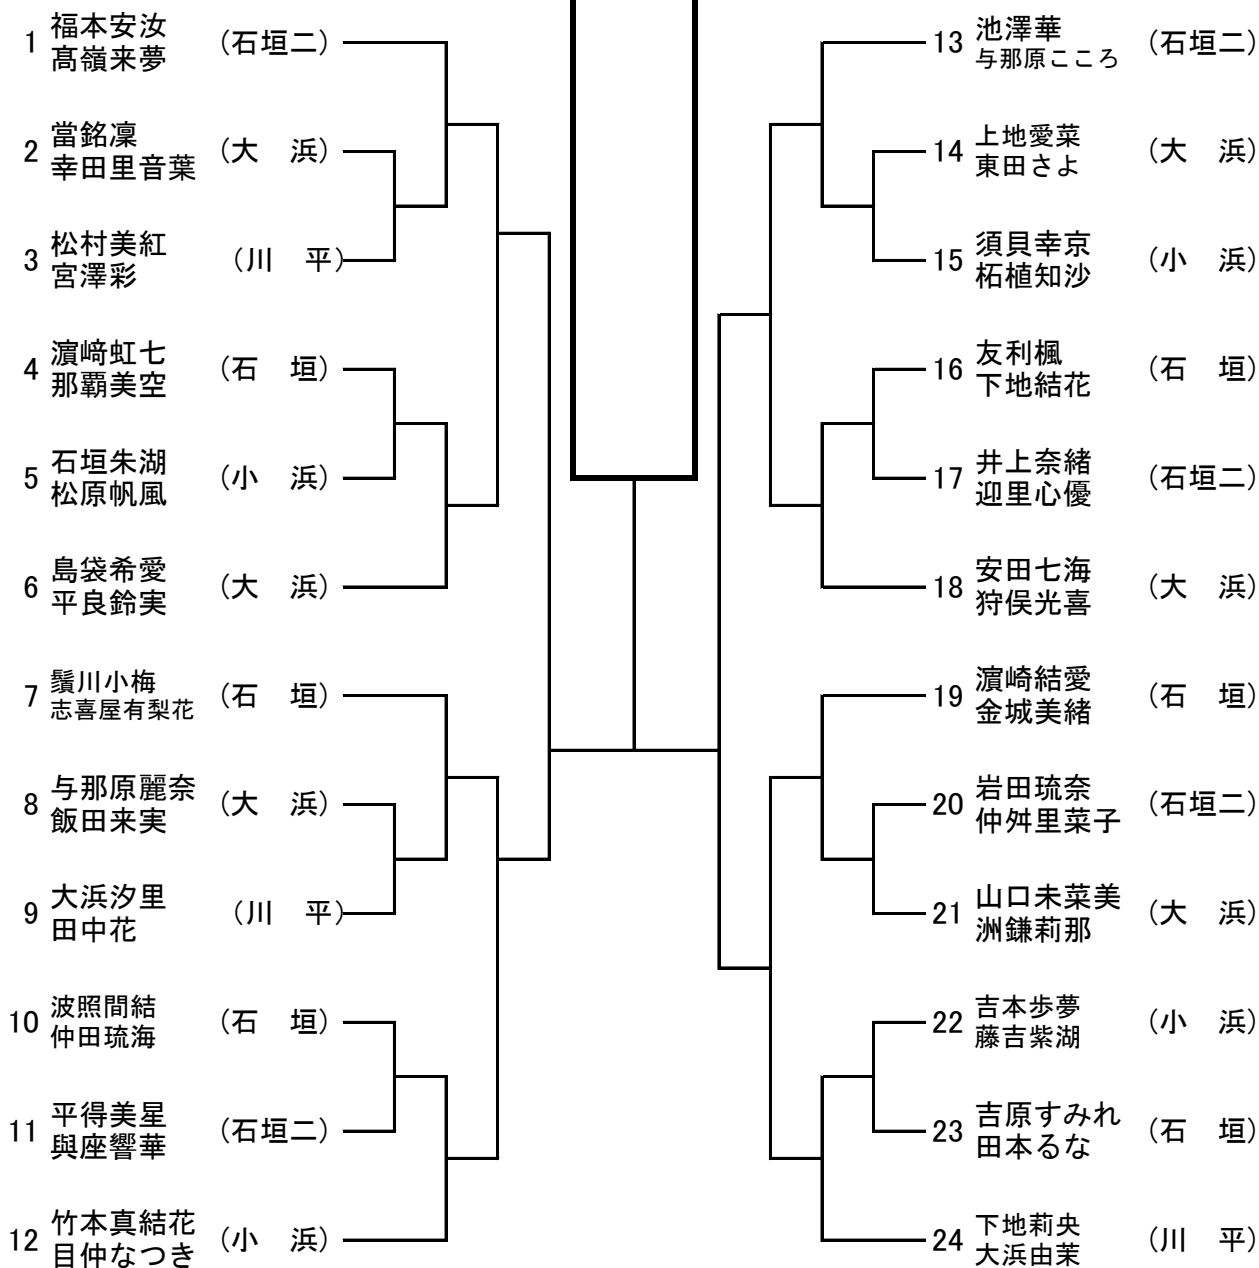 1 福本安汝 (石垣二)
髙嶺来夢
2 當銘凜 (大　浜)
幸田里音葉
3 松村美紅 (川　平)
宮澤彩
4 濵﨑虹七 (石　垣)
那覇美空
5 石垣朱湖 (小　浜)
松原帆風
6 島袋希愛 (大　浜)
平良鈴実
7 鬚川小梅 (石　垣)
志喜屋有梨花
8 与那原麗奈 (大　浜)
飯田来実
9 大浜汐里 (川　平)
田中花
10 波照間結 (石　垣)
仲田琉海
11 平得美星 (石垣二)
與座響華
12 竹本真結花 (小　浜)
目仲なつき
13 池澤華 (石垣二)
与那原こころ
14 上地愛菜 (大　浜)
東田さよ
15 須貝幸京 (小　浜)
柘植知沙
16 友利楓 (石　垣)
下地結花
17 井上奈緒 (石垣二)
迎里心優
18 安田七海 (大　浜)
狩俣光喜
19 濵崎結愛 (石　垣)
金城美緒
20 岩田琉奈 (石垣二)
仲舛里菜子
21 山口未菜美 (大　浜)
洲鎌莉那
22 吉本歩夢 (小　浜)
藤吉紫湖
23 吉原すみれ (石　垣)
田本るな
24 下地莉央 (川　平)
大浜由茉